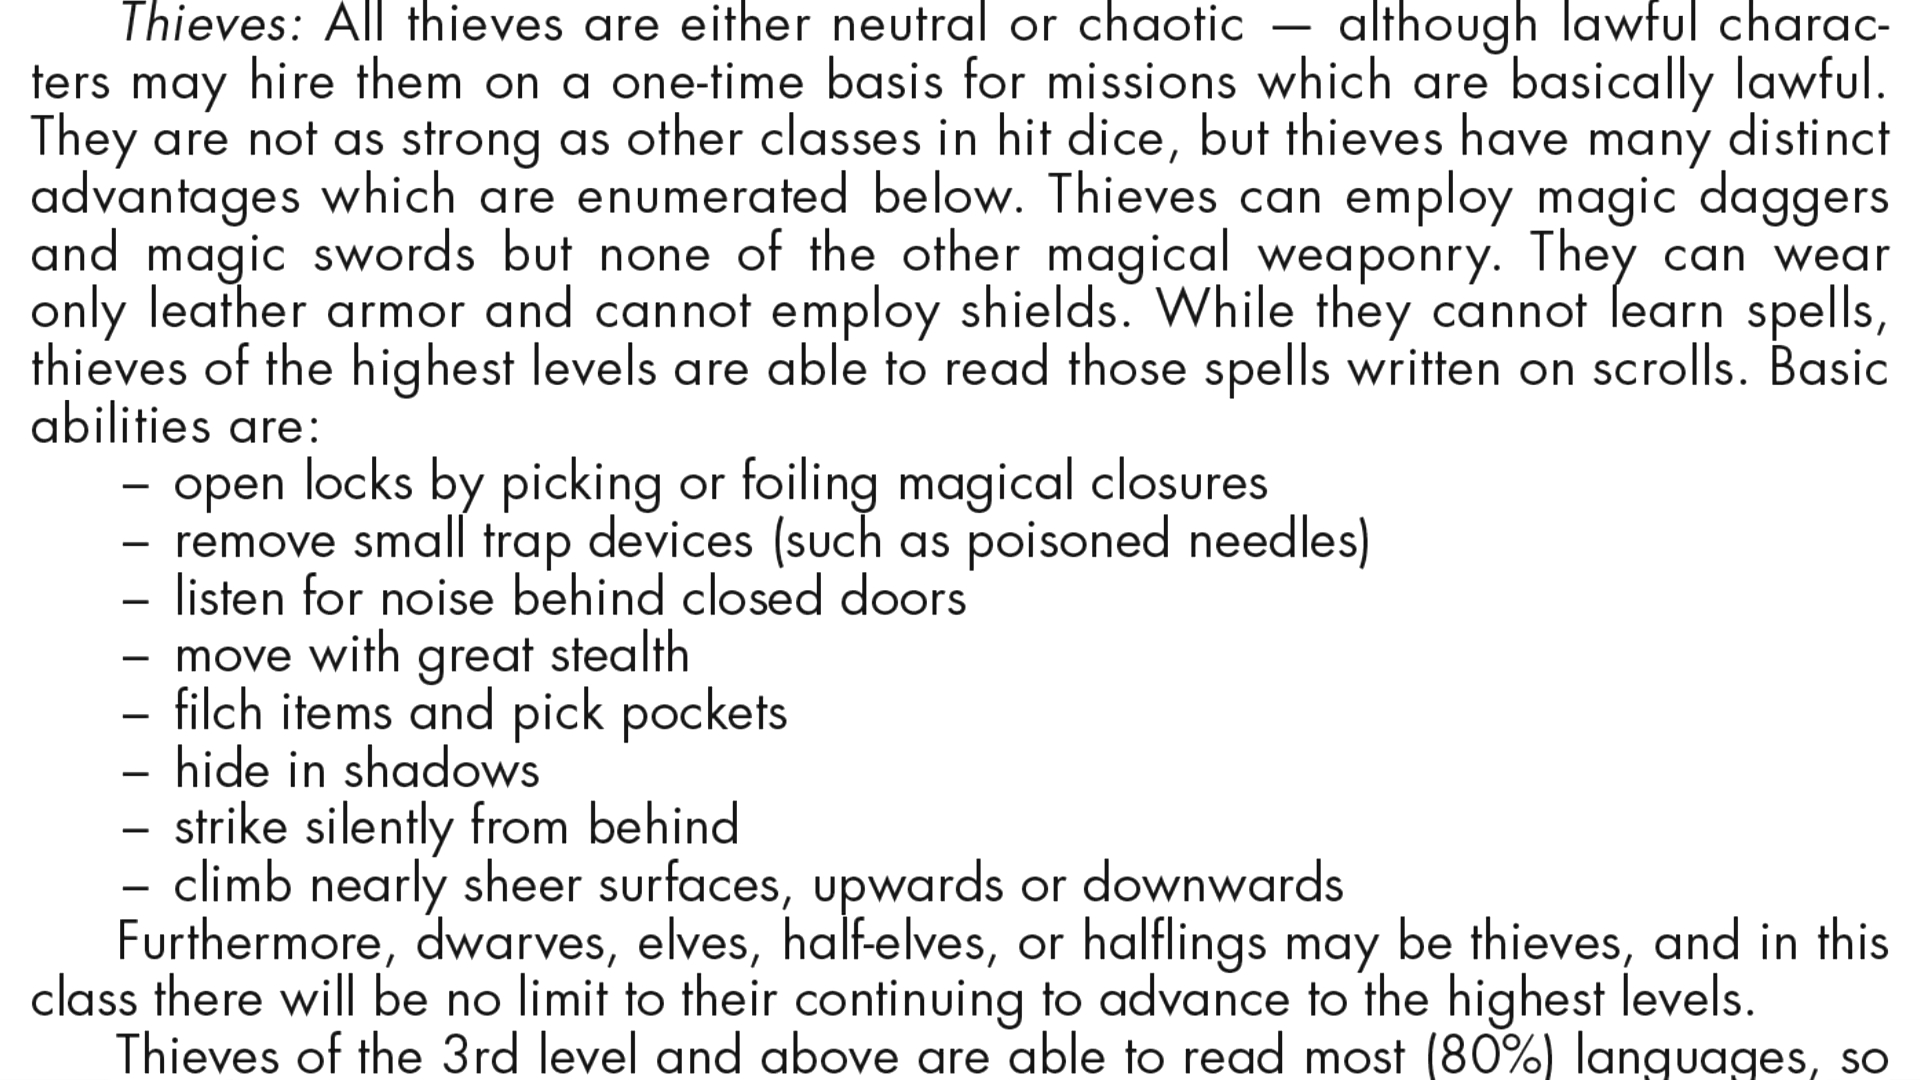 Thieves: All thieves are either neutral or chaotic — although lawful charac-
ters may hire them on a one-time basis for missions which are basically lawful.
They are not as strong as other classes in hit dice, but thieves have many distinct
advantages which are enumerated below. Thieves can employ magic daggers
and magic swords but none of the other magical weaponry. They can wear
only leather armor and cannot employ shields. While they cannot learn spells,
thieves of the highest levels are able to read those spells written on scrolls. Basic
abilities are:
– open locks by picking or foiling magical closures
– remove small trap devices (such as poisoned needles)
– listen for noise behind closed doors
– move with great stealth
– filch items and pick pockets
– hide in shadows
– strike silently from behind
– climb nearly sheer surfaces, upwards or downwards
Furthermore, dwarves, elves, half-elves, or halflings may be thieves, and in this
class there will be no limit to their continuing to advance to the highest levels.
Thieves of the 3rd level and above are able to read most (80%) languages, so